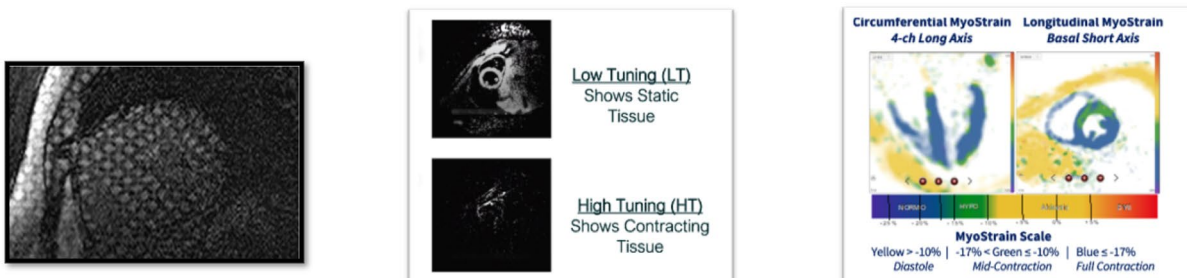 Low Tuning (LT)
Shows Static
Tissue
High Tuning (HT)
Shows Contracting
Tissue
Circumferential MyoStrain
4-ch Long Axis
Longitudinal MyoStrain
Basal Short Axis
NORMO HYPO
MyoStrain Scale
Yellow > -10% | -17% < Green ≤ -10% | Blue ≤ -17%
Diastole Mid-Contraction Full Contraction